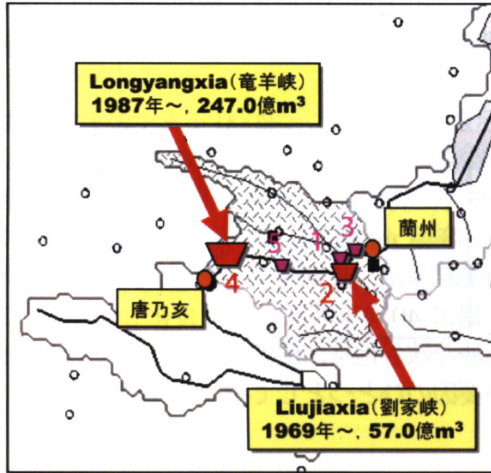 Longyangxia(竜羊峡)
1987年～, 247.0億m³
3
蘭州
1
5
4
2
唐乃亥
Liujiaxia(劉家峡)
1969年～, 57.0億m³